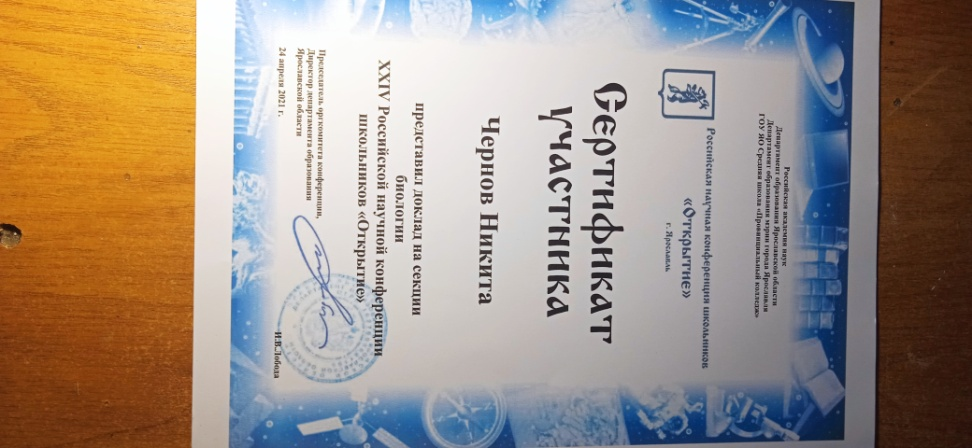 Российская академия наук
Департамент образования Ярославской области
Департамент образования мэрии города Ярославля
ГОУ ЯО Средняя школа «Провинциальный колледж»
Российская научная конференция школьников
«Открытие»
г. Ярославль
Сертификат
участника
Чернов Никита
представил доклад на секции
биологии
XXIV Российской научной конференции
школьников «Открытие»
Председатель оргкомитета конференции,
Директор департамента образования
Ярославской области
И.В.Лобода
24 апреля 2021 г.